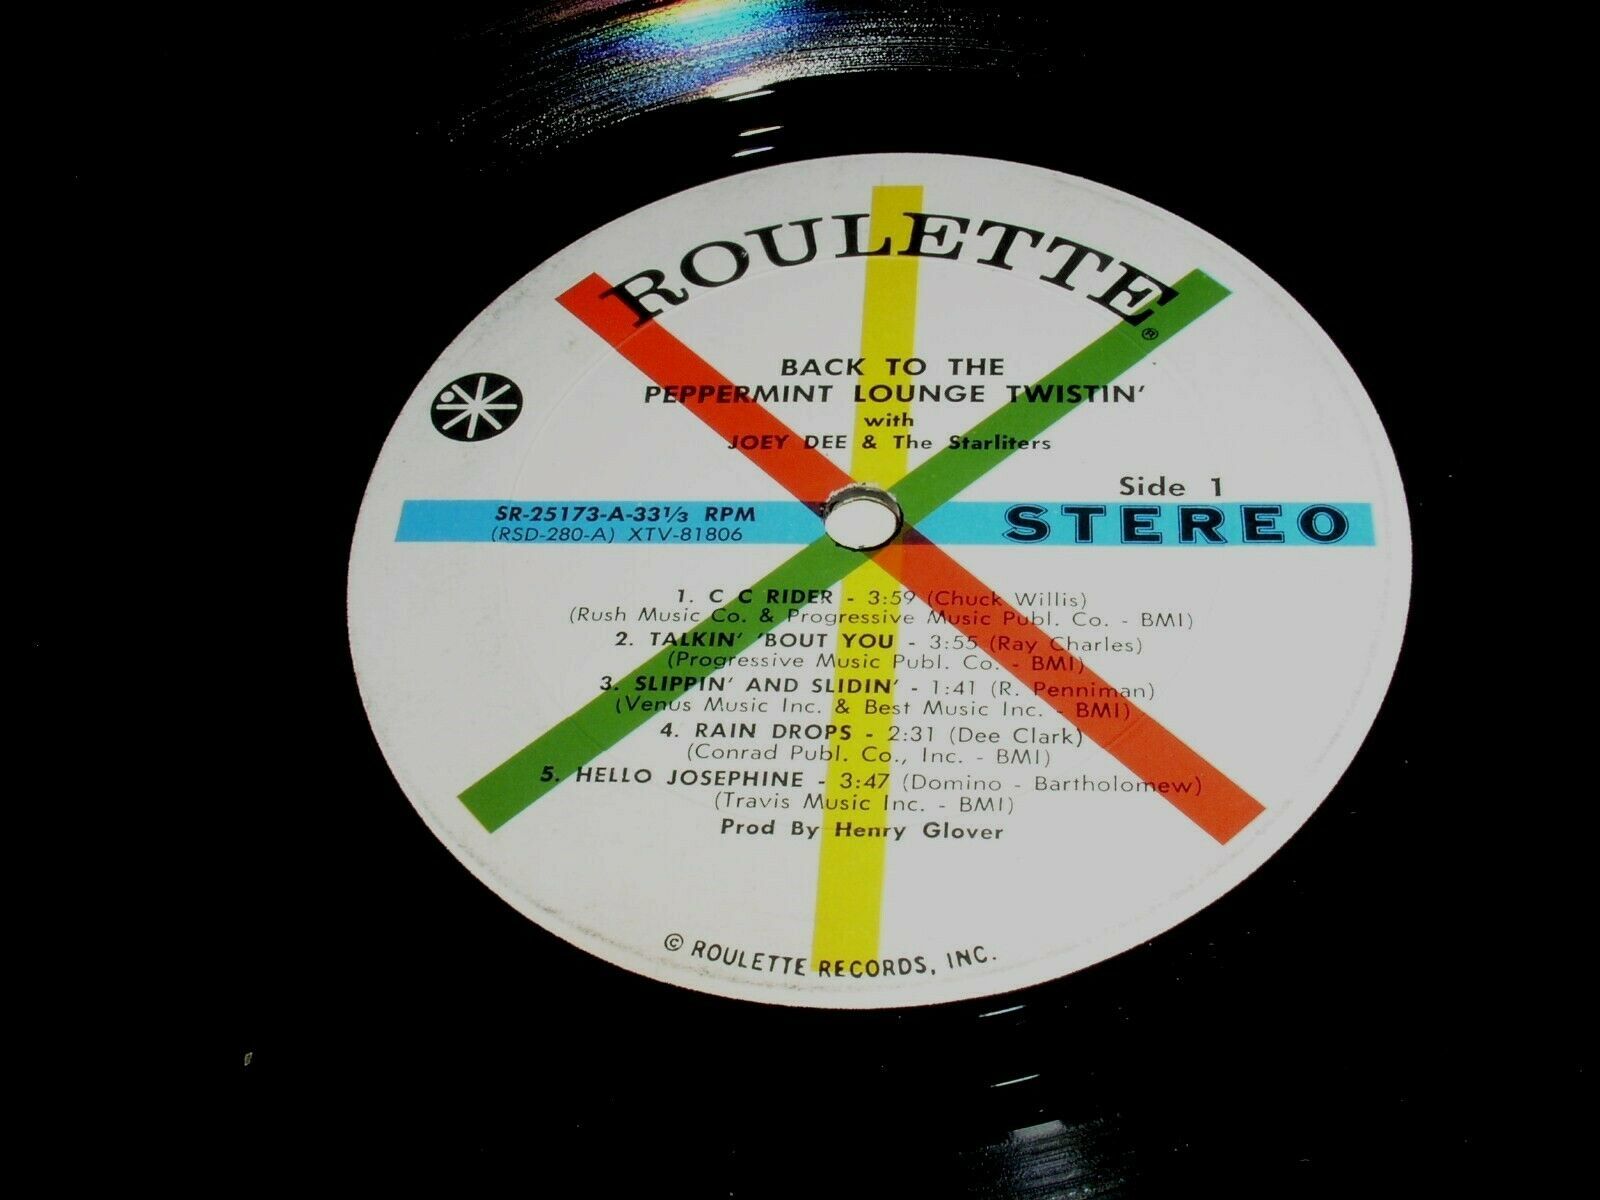 ROULETTE®
BACK TO THE
PEPPERMINT LOUNGE TWISTIN'
with
JOEY DEE & The Starliters
Side 1
SR-25173-A-33⅓ RPM
STEREO
(RSD-280-A) XTV-81806
1. C C RIDER - 3:59 (Chuck Willis)
(Rush Music Co. & Progressive Music Publ. Co. - BMI)
2. TALKIN' 'BOUT YOU - 3:55 (Ray Charles)
(Progressive Music Publ. Co. - BMI)
3. SLIPPIN' AND SLIDIN' - 1:41 (R. Penniman)
(Venus Music Inc. & Best Music Inc. - BMI)
4. RAIN DROPS - 2:31 (Dee Clark)
(Conrad Publ. Co., Inc. - BMI)
5. HELLO JOSEPHINE - 3:47 (Domino - Bartholomew)
(Travis Music Inc. - BMI)
Prod By Henry Glover
© ROULETTE RECORDS, INC.